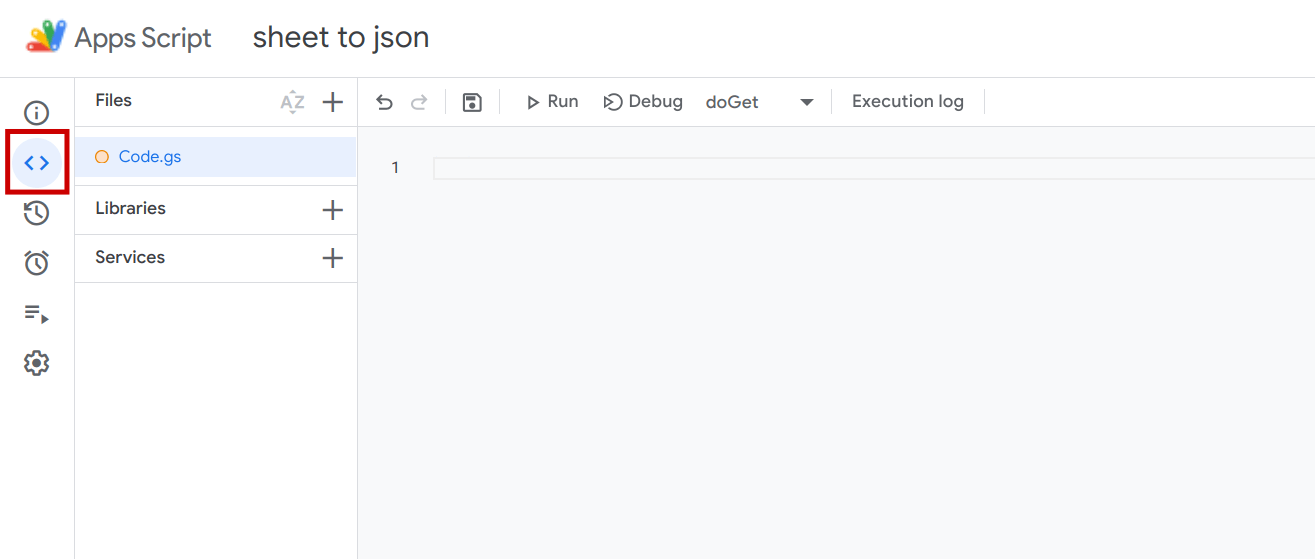 Apps Script sheet to json
Files
AZ
Run Debug doGet Execution log
Code.gs
1
Libraries
Services